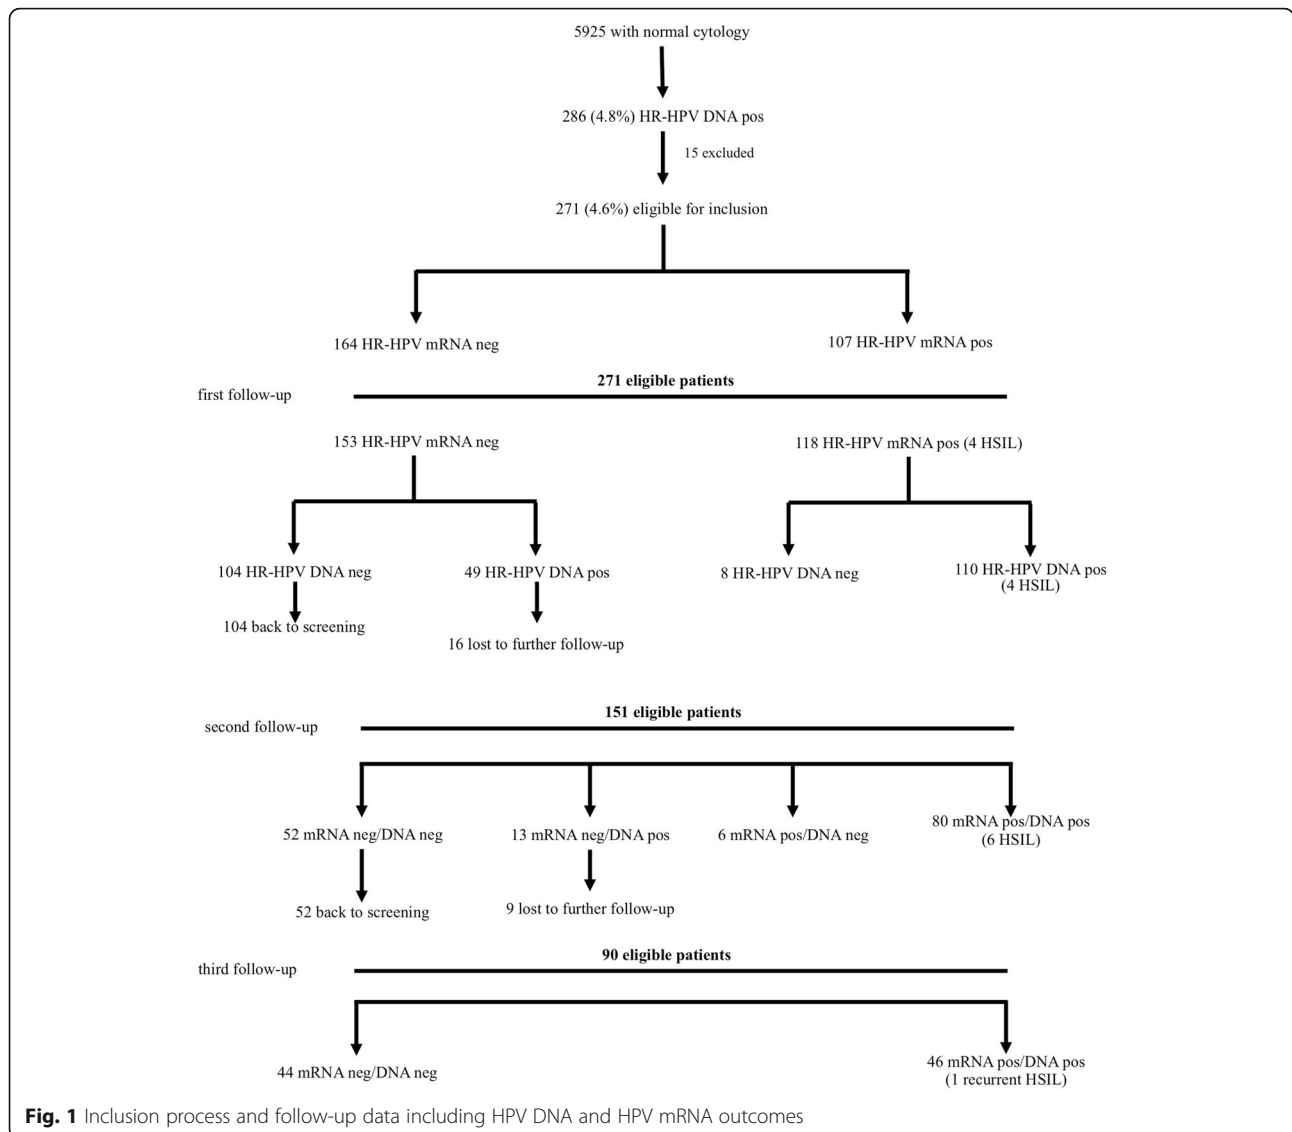 5925 with normal cytology
286 (4.8%) HR-HPV DNA pos
15 excluded
271 (4.6%) eligible for inclusion
164 HR-HPV mRNA neg
107 HR-HPV mRNA pos
271 eligible patients
first follow-up
153 HR-HPV mRNA neg
118 HR-HPV mRNA pos (4 HSIL)
104 HR-HPV DNA neg
49 HR-HPV DNA pos
8 HR-HPV DNA neg
110 HR-HPV DNA pos
(4 HSIL)
104 back to screening
16 lost to further follow-up
151 eligible patients
second follow-up
52 mRNA neg/DNA neg
13 mRNA neg/DNA pos
6 mRNA pos/DNA neg
80 mRNA pos/DNA pos
(6 HSIL)
52 back to screening
9 lost to further follow-up
90 eligible patients
third follow-up
44 mRNA neg/DNA neg
46 mRNA pos/DNA pos
(1 recurrent HSIL)
Fig. 1 Inclusion process and follow-up data including HPV DNA and HPV mRNA outcomes